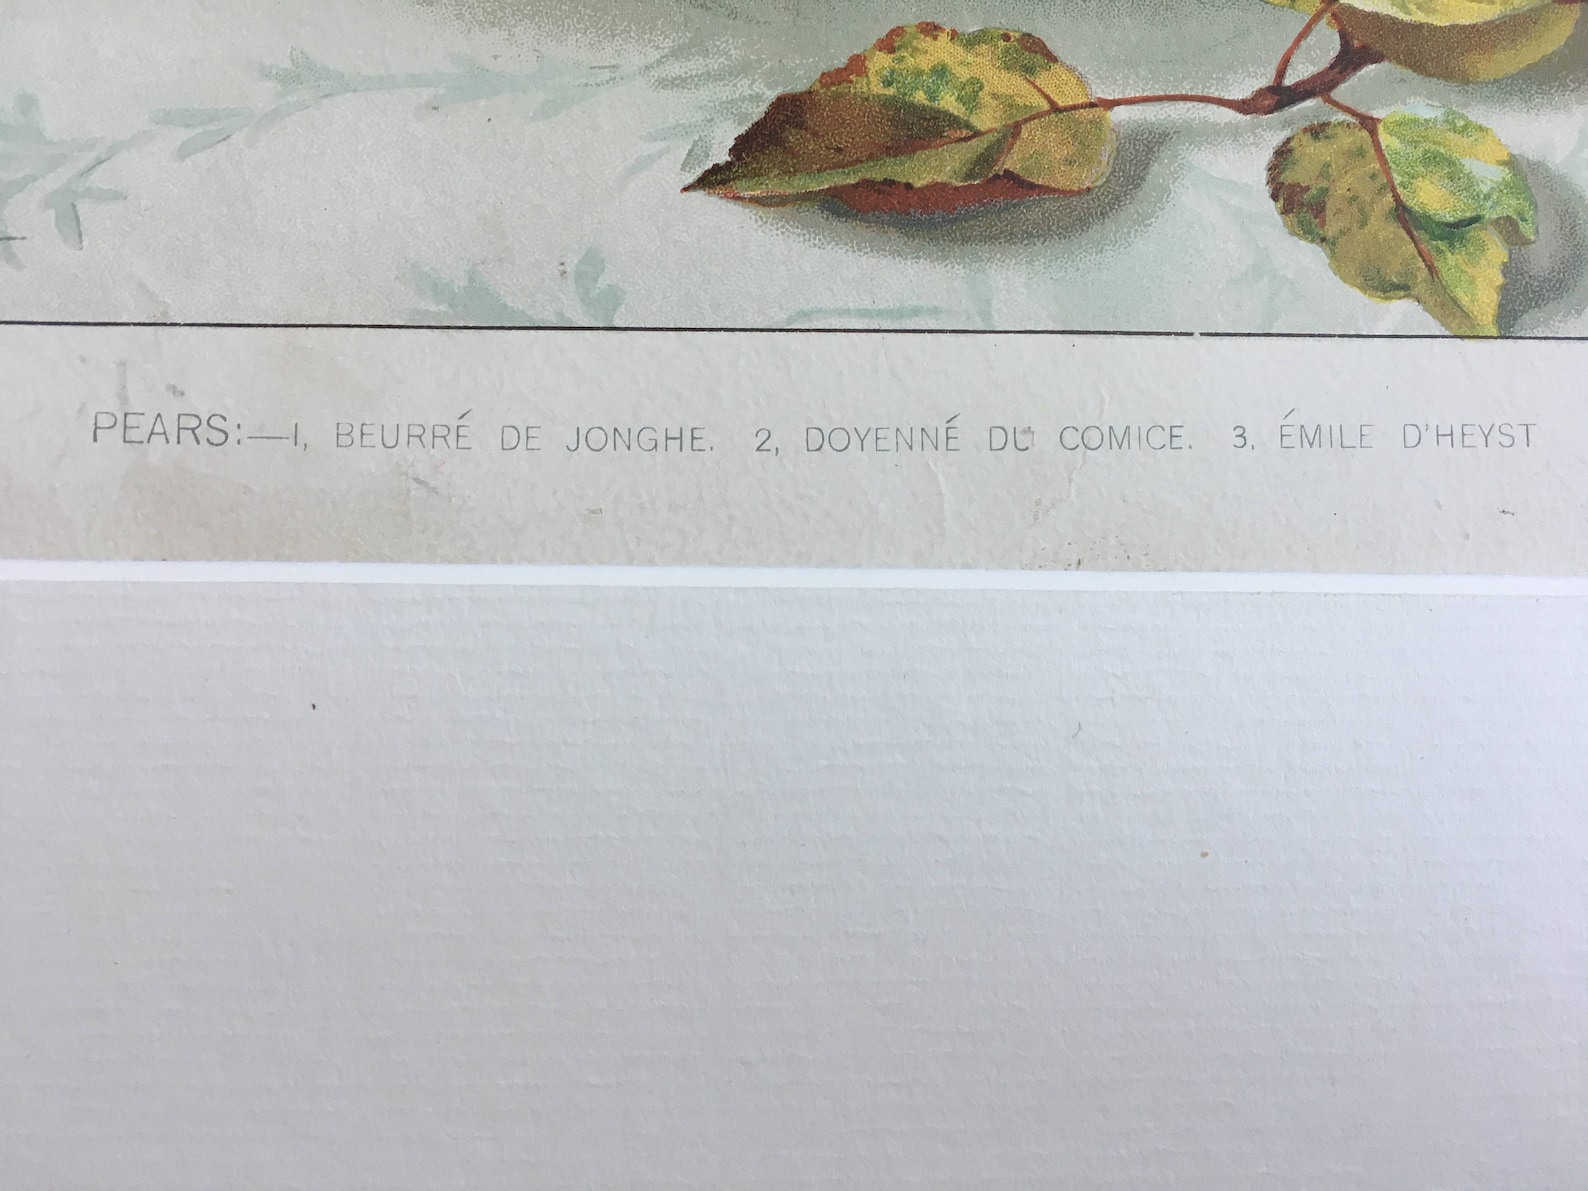 PEARS:—1, BEURRÉ DE JONGHE. 2, DOYENNÉ DU COMICE. 3, ÉMILE D'HEYST